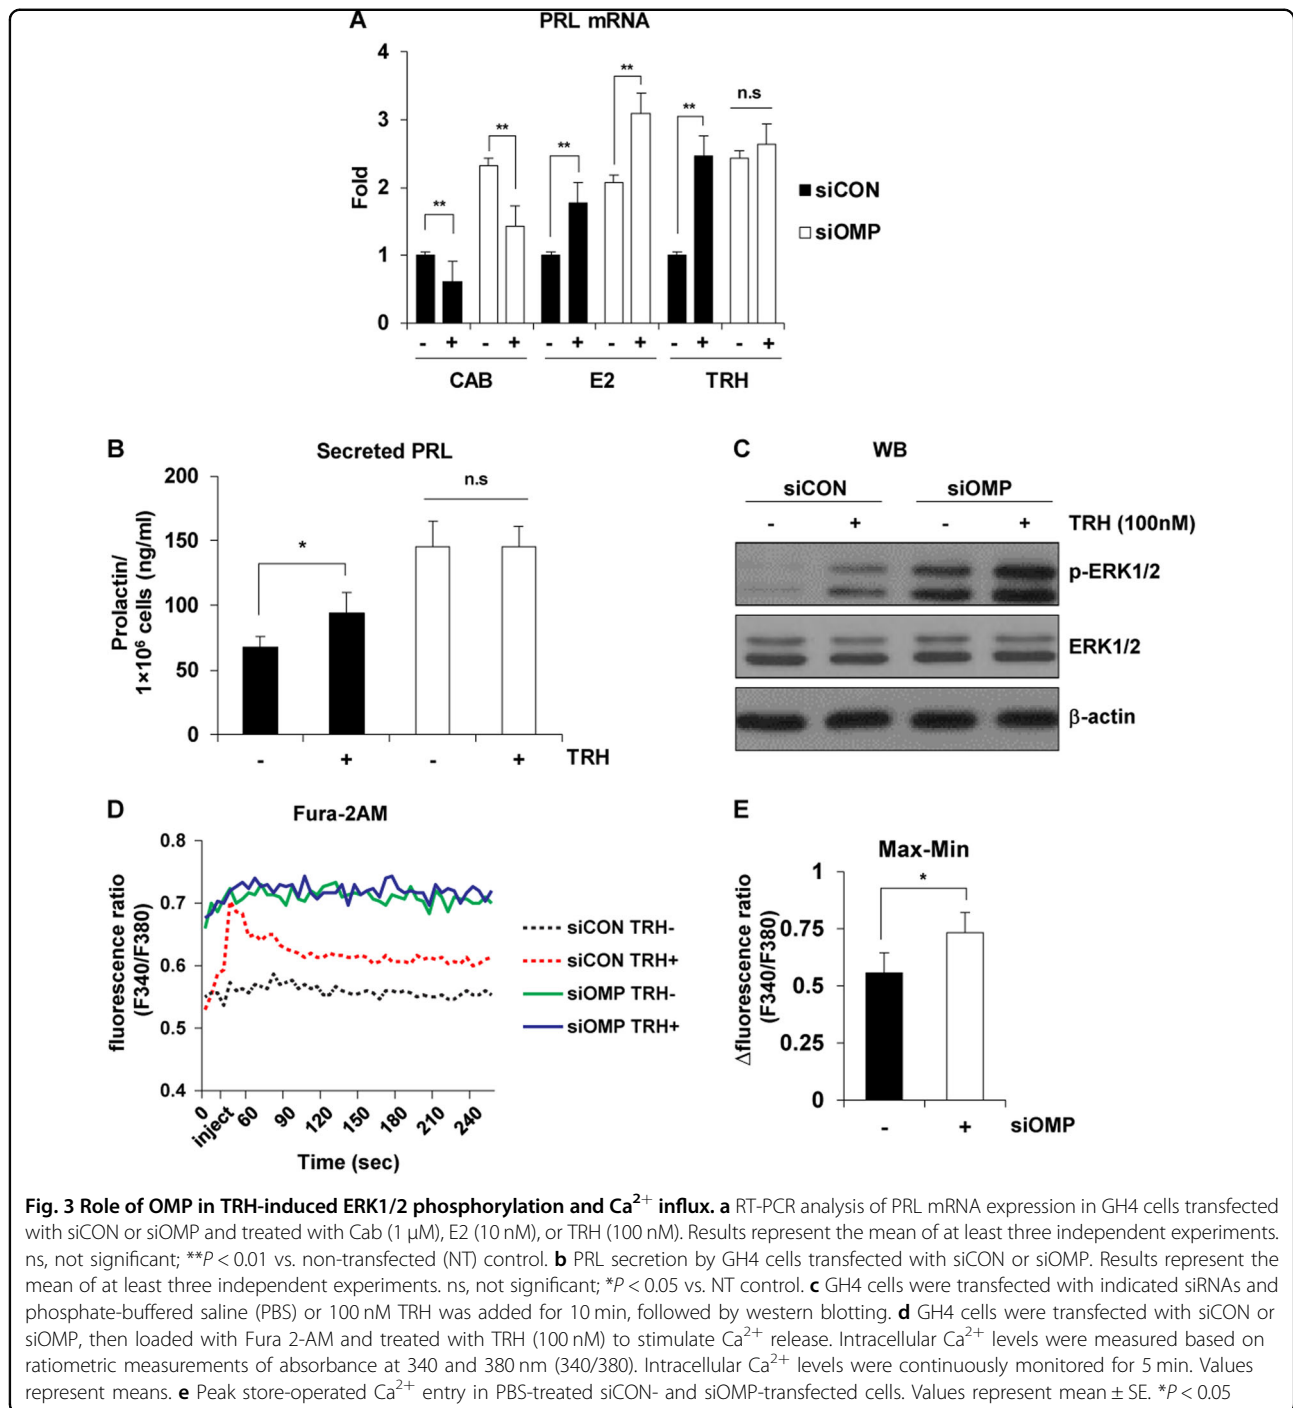 A PRL mRNA
4
3
2
1
0
Fold
** ** ** ** ** n.s
siCON
siOMP
- + - + - + - + - + - +
CAB E2 TRH
B Secreted PRL
200
150
100
50
0
Prolactin/
1×10⁶ cells (ng/ml)
* n.s
- + - + TRH
C WB
siCON siOMP
- + - + TRH (100nM)
p-ERK1/2
ERK1/2
β-actin
D Fura-2AM
0.8
0.7
0.6
0.5
0.4
fluorescence ratio
(F340/F380)
0 inject 60 90 120 150 180 210 240
Time (sec)
siCON TRH-
siCON TRH+
siOMP TRH-
siOMP TRH+
E
Max-Min
1
0.75
0.5
0.25
0
Δfluorescence ratio
(F340/F380)
*
- + siOMP
Fig. 3 Role of OMP in TRH-induced ERK1/2 phosphorylation and Ca²⁺ influx. a RT-PCR analysis of PRL mRNA expression in GH4 cells transfected
with siCON or siOMP and treated with Cab (1 μM), E2 (10 nM), or TRH (100 nM). Results represent the mean of at least three independent experiments.
ns, not significant; **P < 0.01 vs. non-transfected (NT) control. b PRL secretion by GH4 cells transfected with siCON or siOMP. Results represent the
mean of at least three independent experiments. ns, not significant; *P < 0.05 vs. NT control. c GH4 cells were transfected with indicated siRNAs and
phosphate-buffered saline (PBS) or 100 nM TRH was added for 10 min, followed by western blotting. d GH4 cells were transfected with siCON or
siOMP, then loaded with Fura 2-AM and treated with TRH (100 nM) to stimulate Ca²⁺ release. Intracellular Ca²⁺ levels were measured based on
ratiometric measurements of absorbance at 340 and 380 nm (340/380). Intracellular Ca²⁺ levels were continuously monitored for 5 min. Values
represent means. e Peak store-operated Ca²⁺ entry in PBS-treated siCON- and siOMP-transfected cells. Values represent mean ± SE. *P < 0.05